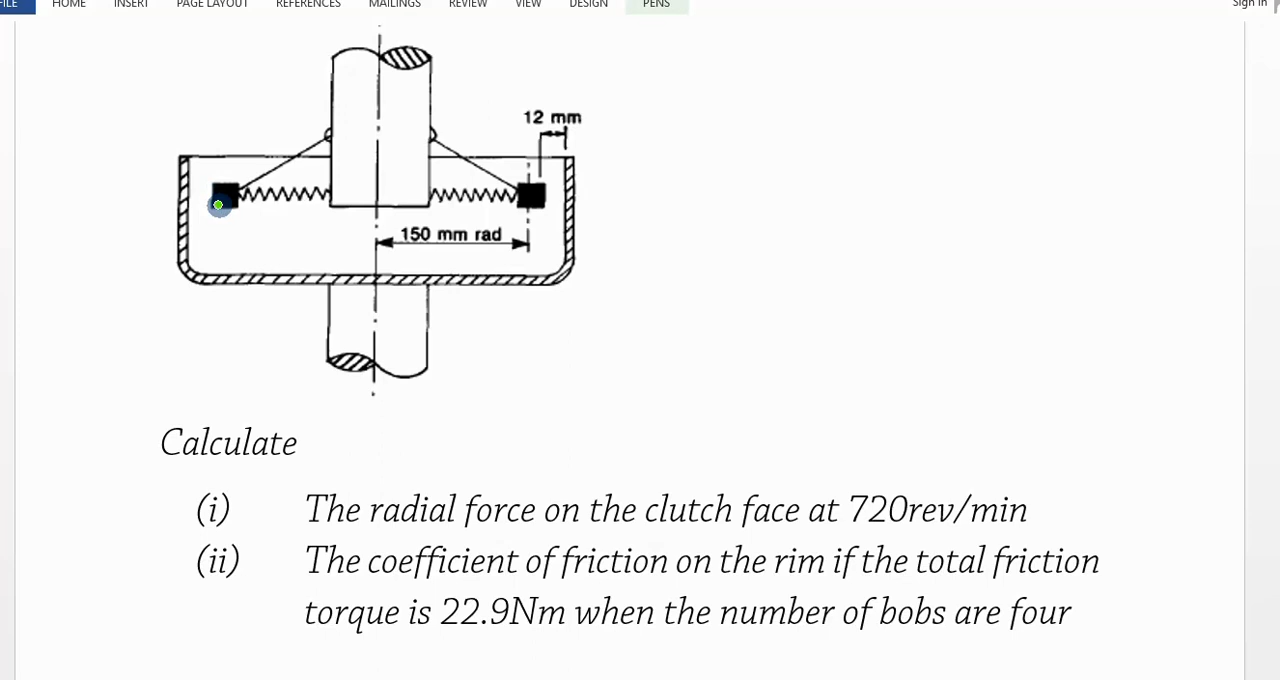 FILE HOME INSERT PAGE LAYOUT REFERENCES MAILINGS REVIEW VIEW DESIGN PENS Sign in
12 mm
150 mm rad
Calculate
(i) The radial force on the clutch face at 720rev/min
(ii) The coefficient of friction on the rim if the total friction
torque is 22.9Nm when the number of bobs are four